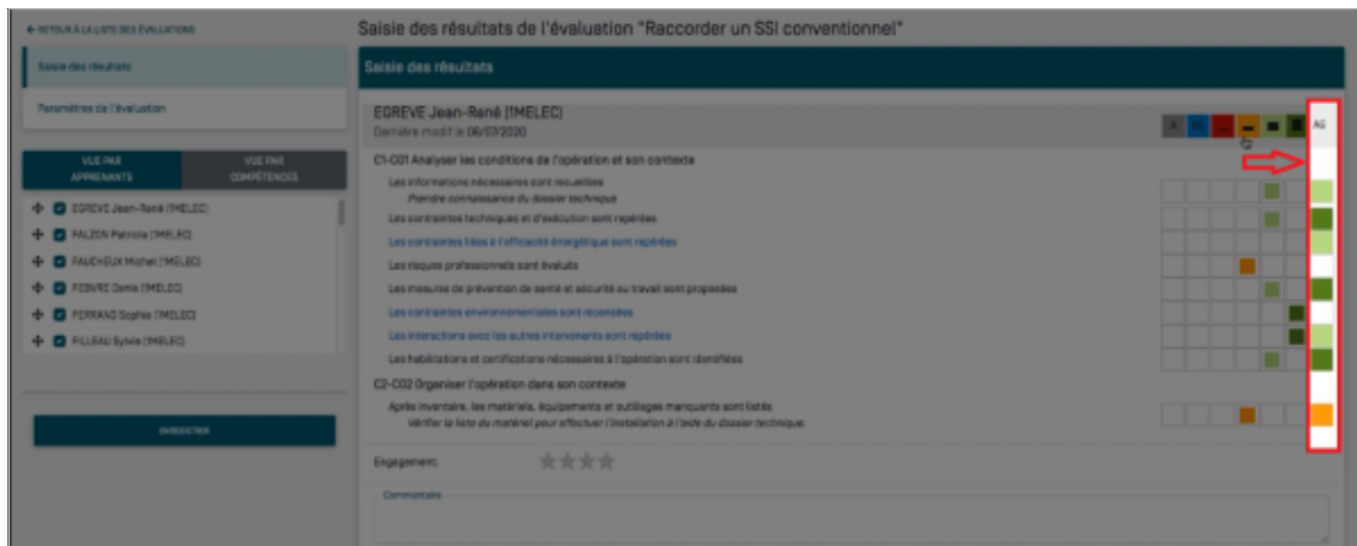 ← RETOUR À LA LISTE DES ÉVALUATIONS
Saisie des résultats
Paramètres de l'évaluation
VUE PAR APPRENANTS
VUE PAR COMPÉTENCES
EGREVE Jean-René (1MELEC)
FALZON Patricia (1MELEC)
FAUCHEUX Michel (1MELEC)
FEBVRE Denis (1MELEC)
FERRAND Sophie (1MELEC)
FILLEAU Sylvie (1MELEC)
ENREGISTRER
Saisie des résultats de l'évaluation "Raccorder un SSI conventionnel"
Saisie des résultats
EGREVE Jean-René (1MELEC)
Dernière modif le 06/07/2020
A
AE
C1-CO1 Analyser les conditions de l'opération et son contexte
Les informations nécessaires sont recueillies
Prendre connaissance du dossier technique
Les contraintes techniques et d'exécution sont repérées
Les contraintes liées à l'efficacité énergétique sont repérées
Les risques professionnels sont évalués
Les mesures de prévention de santé et sécurité au travail sont proposées
Les contraintes environnementales sont recensées
Les interactions avec les autres intervenants sont repérées
Les habilitations et certifications nécessaires à l'opération sont identifiées
C2-CO2 Organiser l'opération dans son contexte
Après inventaire, les matériels, équipements et outillages manquants sont listés
Vérifier la liste du matériel pour effectuer l'installation à l'aide du dossier technique.
Engagement:
Commentaire